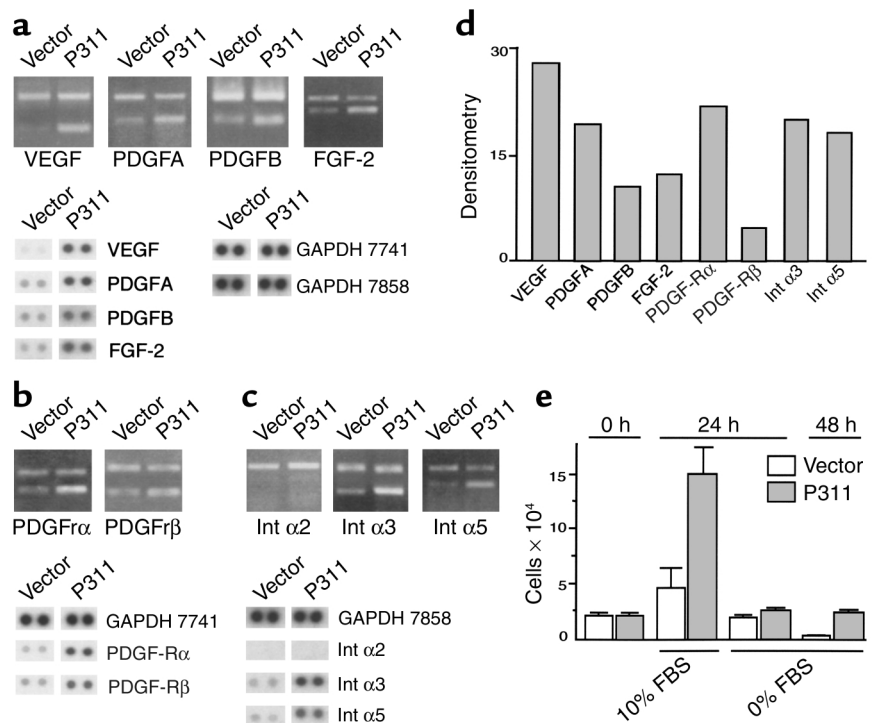 a
Vector P311 Vector P311 Vector P311 Vector P311
VEGF PDGFA PDGFB FGF-2
Vector P311
VEGF
PDGFA
PDGFB
FGF-2
Vector P311
GAPDH 7741
GAPDH 7858
d
Densitometry
30
15
0
VEGF PDGFA PDGFB FGF-2 PDGF-Rα PDGF-Rβ Int α3 Int α5
b
Vector P311 Vector P311
PDGFrα PDGFrβ
Vector P311
GAPDH 7741
PDGF-Rα
PDGF-Rβ
c
Vector P311 Vector P311 Vector P311
Int α2 Int α3 Int α5
Vector P311
GAPDH 7858
Int α2
Int α3
Int α5
e
0 h 24 h 48 h
Vector
P311
Cells × 10⁴
15
10
5
0
10% FBS 0% FBS